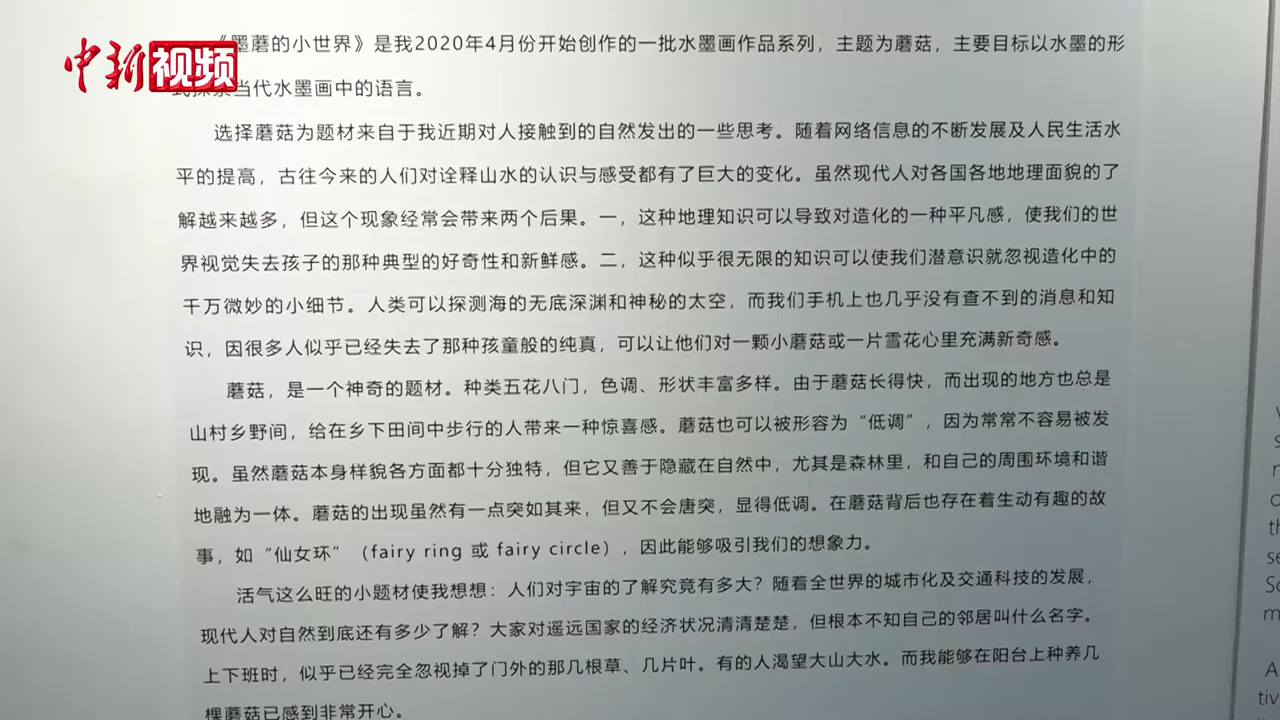 中新视频
《墨蘑的小世界》是我2020年4月份开始创作的一批水墨画作品系列，主题为蘑菇，主要目标以水墨的形
式探索当代水墨画中的语言。
选择蘑菇为题材来自于我近期对人接触到的自然发出的一些思考。随着网络信息的不断发展及人民生活水
平的提高，古往今来的人们对诠释山水的认识与感受都有了巨大的变化。虽然现代人对各国各地地理面貌的了
解越来越多，但这个现象经常会带来两个后果。一，这种地理知识可以导致对造化的一种平凡感，使我们的世
界视觉失去孩子的那种典型的好奇性和新鲜感。二，这种似乎很无限的知识可以使我们潜意识就忽视造化中的
千万微妙的小细节。人类可以探测海的无底深渊和神秘的太空，而我们手机上也几乎没有查不到的消息和知
识，因很多人似乎已经失去了那种孩童般的纯真，可以让他们对一颗小蘑菇或一片雪花心里充满新奇感。
蘑菇，是一个神奇的题材。种类五花八门，色调、形状丰富多样。由于蘑菇长得快，而出现的地方也总是
山村乡野间，给在乡下田间中步行的人带来一种惊喜感。蘑菇也可以被形容为“低调”，因为常常不容易被发
现。虽然蘑菇本身样貌各方面都十分独特，但它又善于隐藏在自然中，尤其是森林里，和自己的周围环境和谐
地融为一体。蘑菇的出现虽然有一点突如其来，但又不会唐突，显得低调。在蘑菇背后也存在着生动有趣的故
事，如“仙女环”（fairy ring 或 fairy circle），因此能够吸引我们的想象力。
活气这么旺的小题材使我想想：人们对宇宙的了解究竟有多大？随着全世界的城市化及交通科技的发展，
现代人对自然到底还有多少了解？大家对遥远国家的经济状况清清楚楚，但根本不知自己的邻居叫什么名字。
上下班时，似乎已经完全忽视掉了门外的那几根草、几片叶。有的人渴望大山大水。而我能够在阳台上种养几
棵蘑菇已感到非常开心。